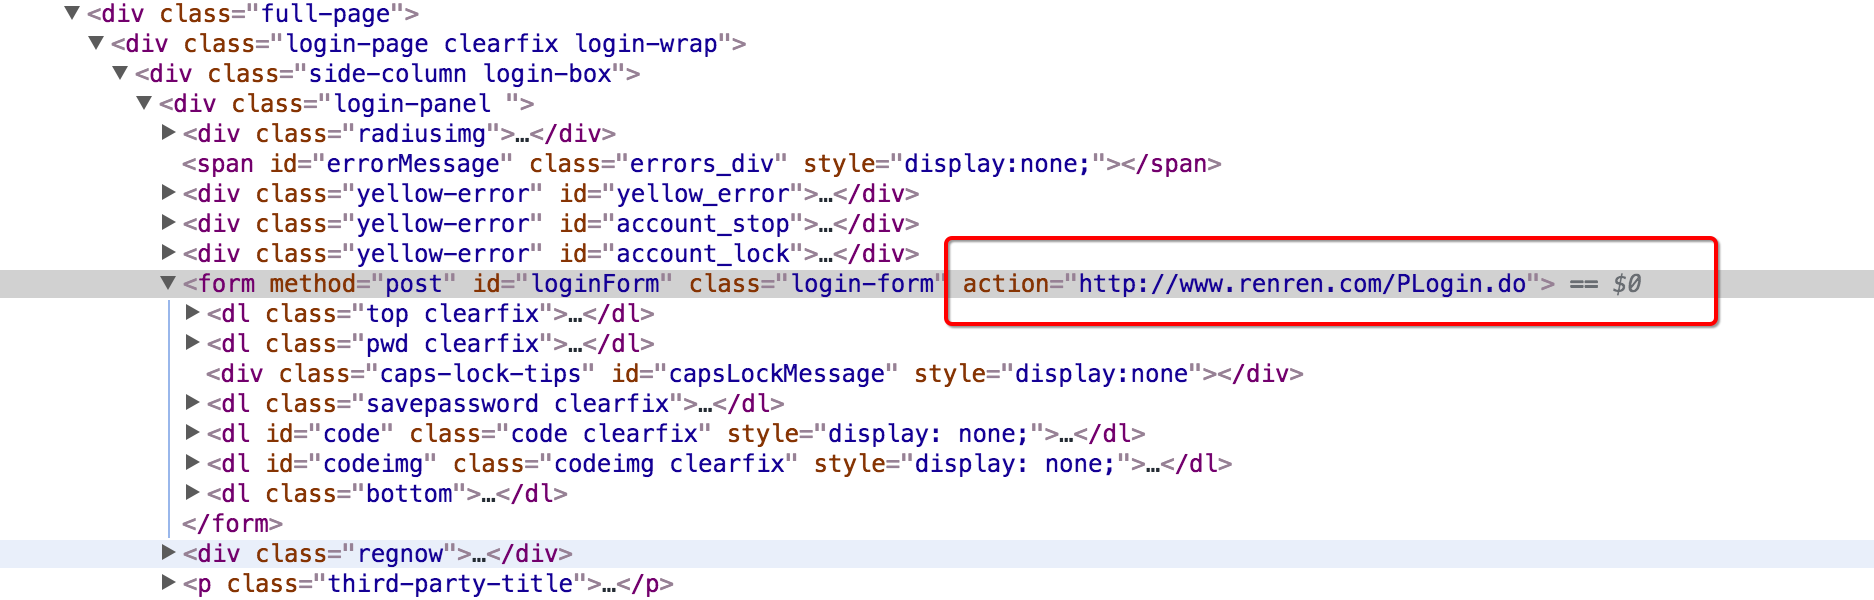 ▼<div class="full-page">
▼<div class="login-page clearfix login-wrap">
▼<div class="side-column login-box">
▼<div class="login-panel ">
▶<div class="radiusimg">…</div>
<span id="errorMessage" class="errors_div" style="display:none;"></span>
▶<div class="yellow-error" id="yellow_error">…</div>
▶<div class="yellow-error" id="account_stop">…</div>
▶<div class="yellow-error" id="account_lock">…</div>
▼<form method="post" id="loginForm" class="login-form" action="http://www.renren.com/PLogin.do"> == $0
▶<dl class="top clearfix">…</dl>
▶<dl class="pwd clearfix">…</dl>
<div class="caps-lock-tips" id="capsLockMessage" style="display:none"></div>
▶<dl class="savepassword clearfix">…</dl>
▶<dl id="code" class="code clearfix" style="display: none;">…</dl>
▶<dl id="codeimg" class="codeimg clearfix" style="display: none;">…</dl>
▶<dl class="bottom">…</dl>
</form>
▶<div class="regnow">…</div>
▶<p class="third-party-title">…</p>